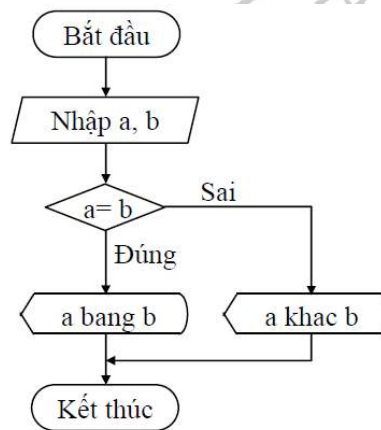 Bắt đầu
Nhập a, b
a= b
Sai
Đúng
a bang b
a khac b
Kết thúc